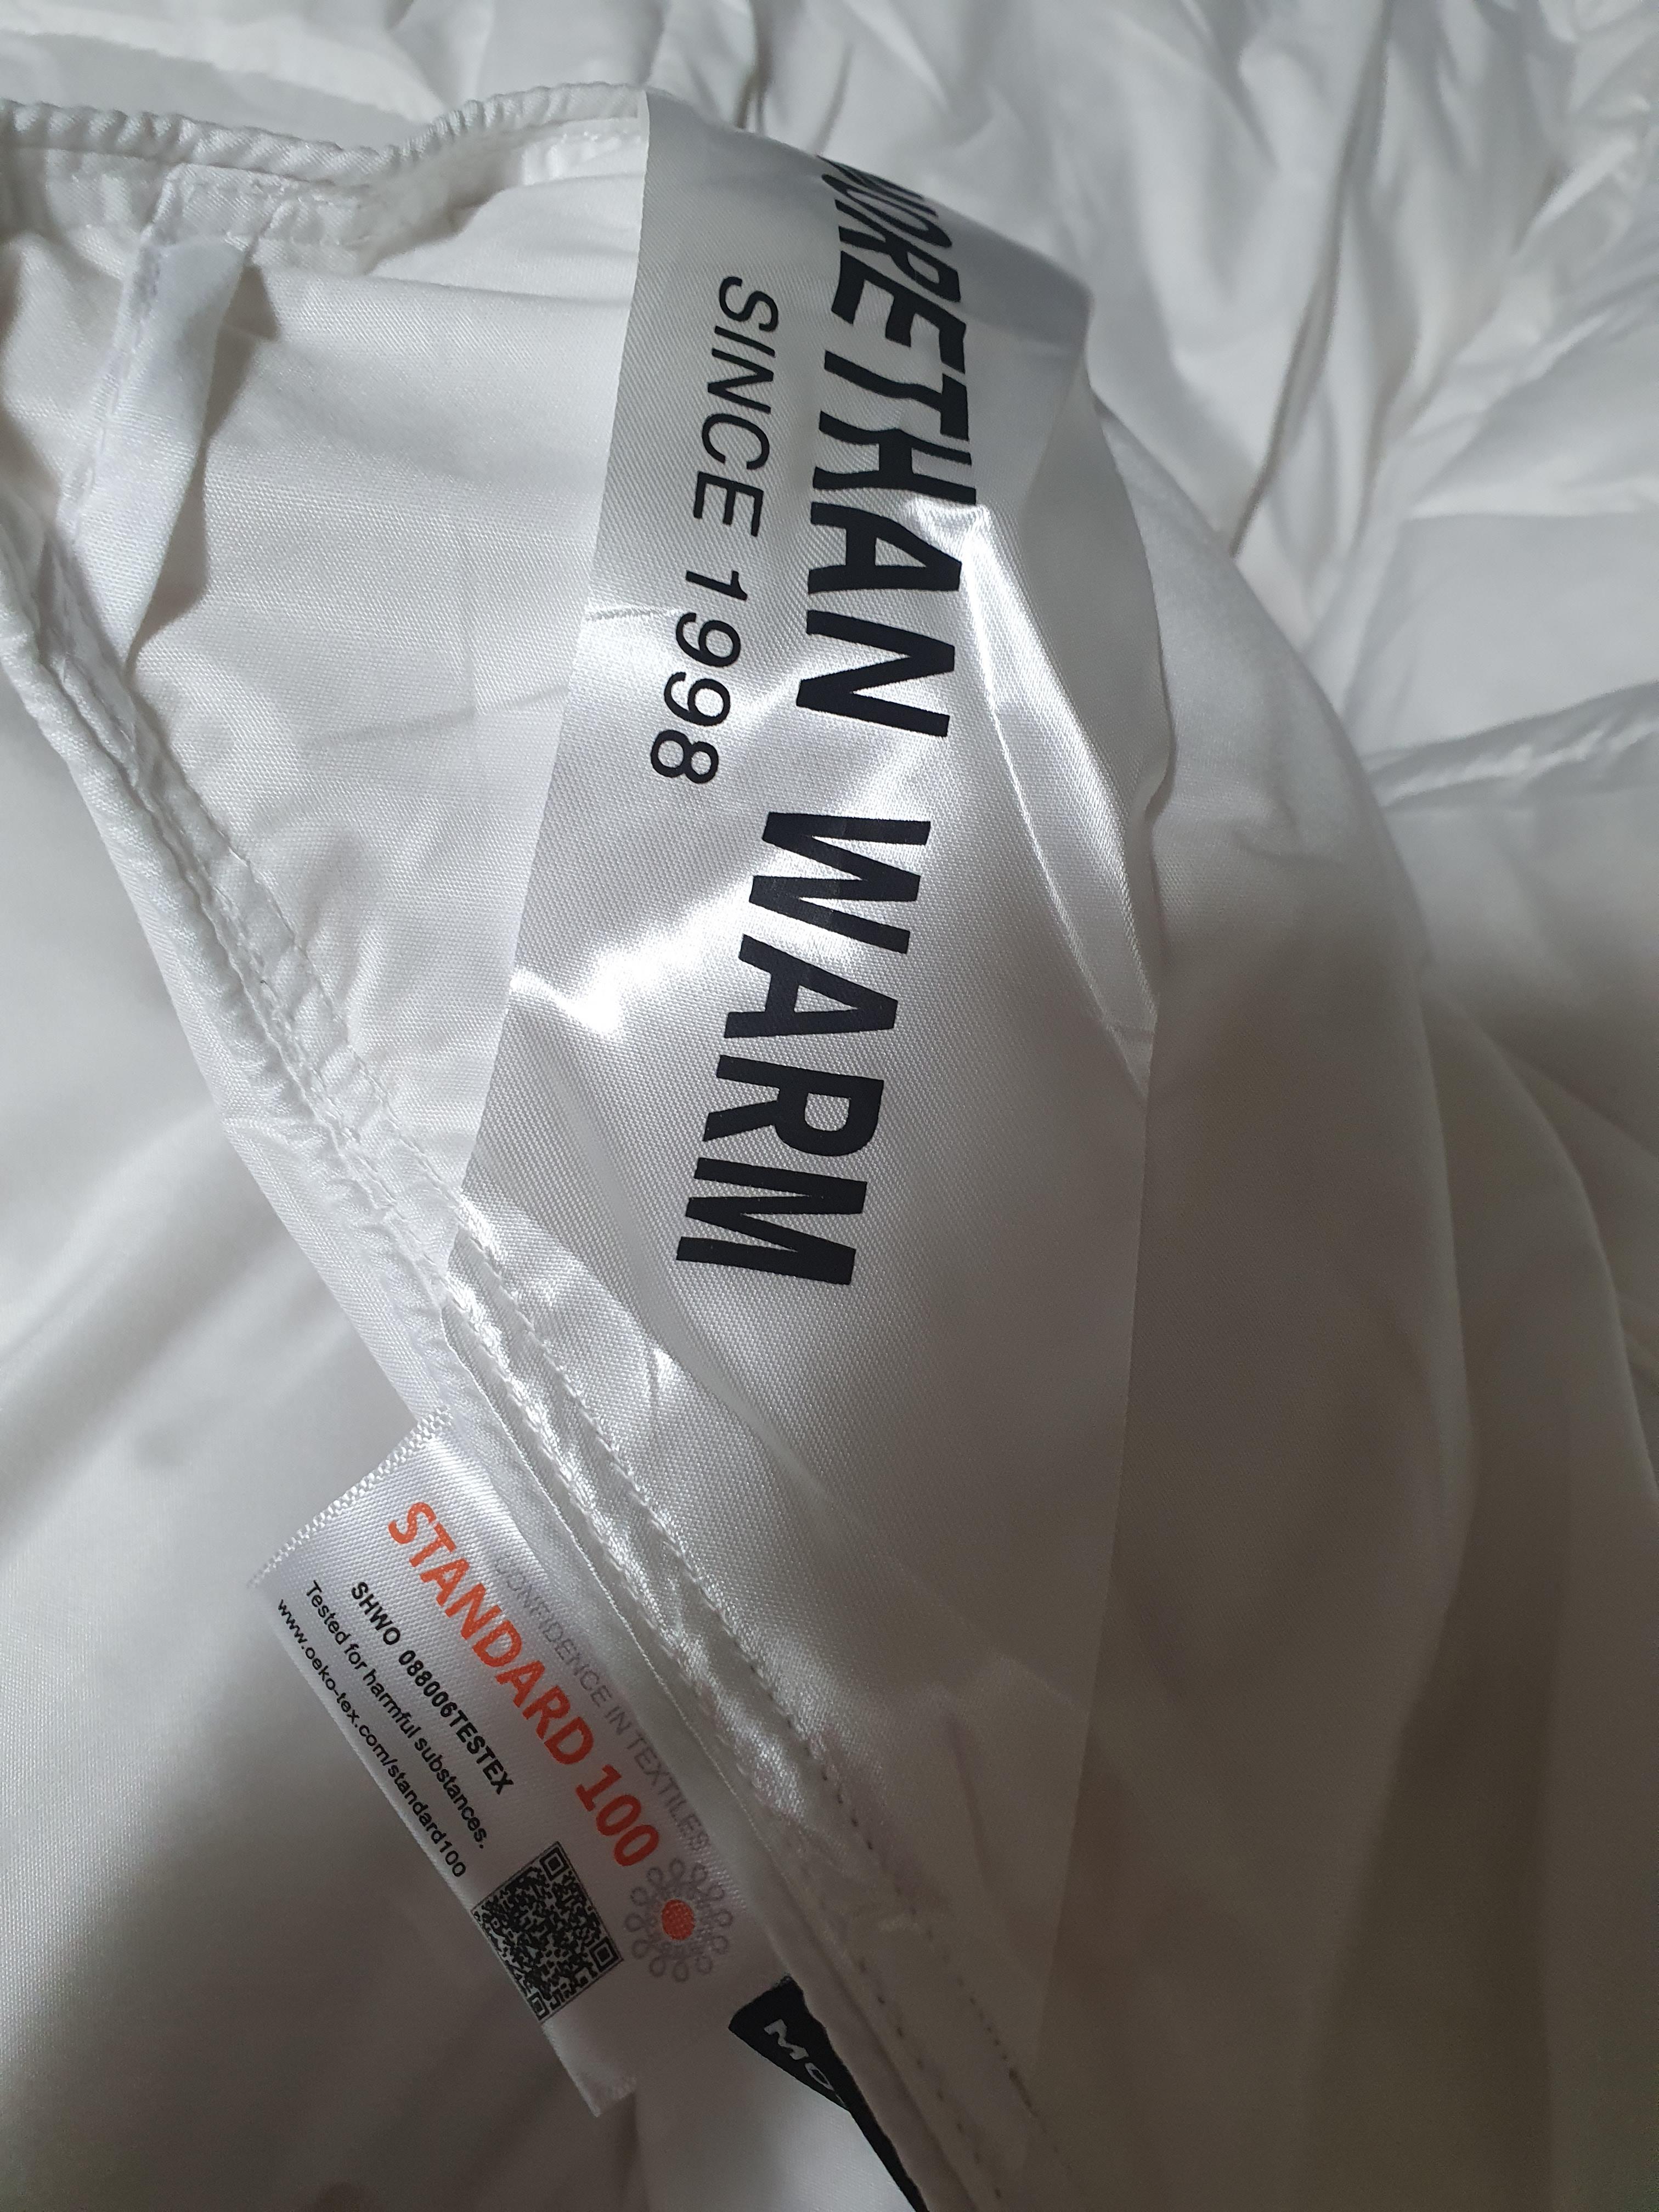 MORETHAN WARM
SINCE 1998
CONFIDENCE IN TEXTILES
STANDARD 100
SHWO 088006TESTEX
Tested for harmful substances.
www.oeko-tex.com/standard100